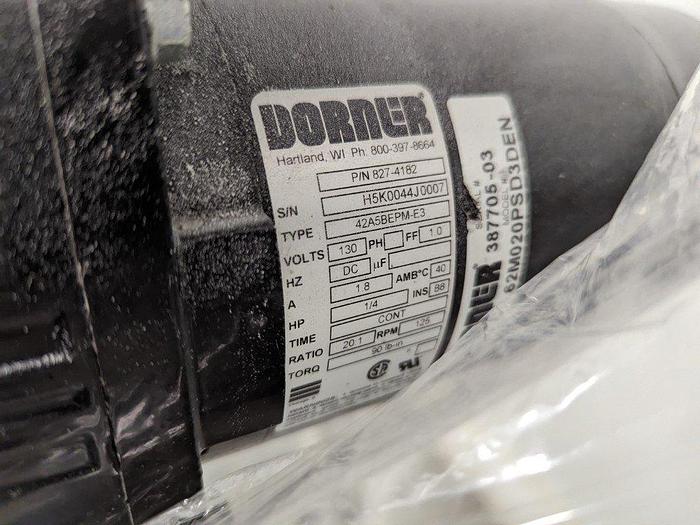 DORNER
Hartland, WI Ph. 800-397-8664
P/N 827-4182
S/N H5K0044J0007
TYPE 42A5BEPM-E3
VOLTS 130 PH FF 1.0
HZ DC µF
A 1.8 AMB°C 40
HP 1/4 INS
TIME CONT
RATIO 20:1 RPM 125
TORQ 90 lb-in
SERIAL #
387705-03
MODEL #
62M020PSD3DEN